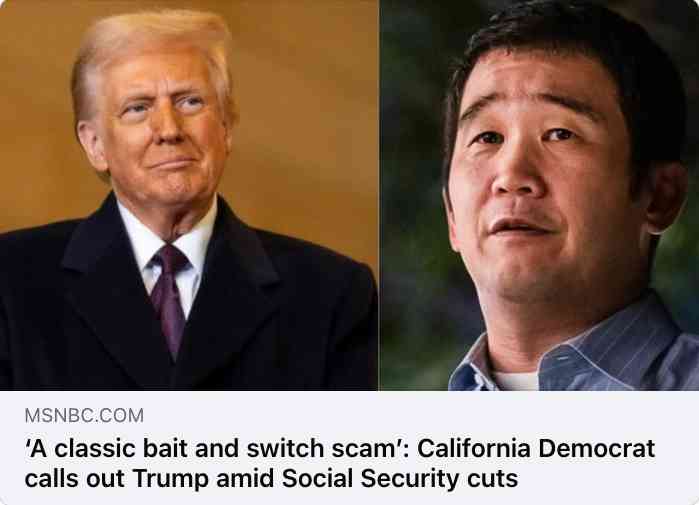 MSNBC.COM
‘A classic bait and switch scam’: California Democrat
calls out Trump amid Social Security cuts